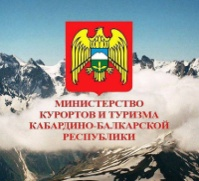 МИНИСТЕРСТВО
КУРОРТОВ И ТУРИЗМА
КАБАРДИНО-БАЛКАРСКОЙ
РЕСПУБЛИКИ